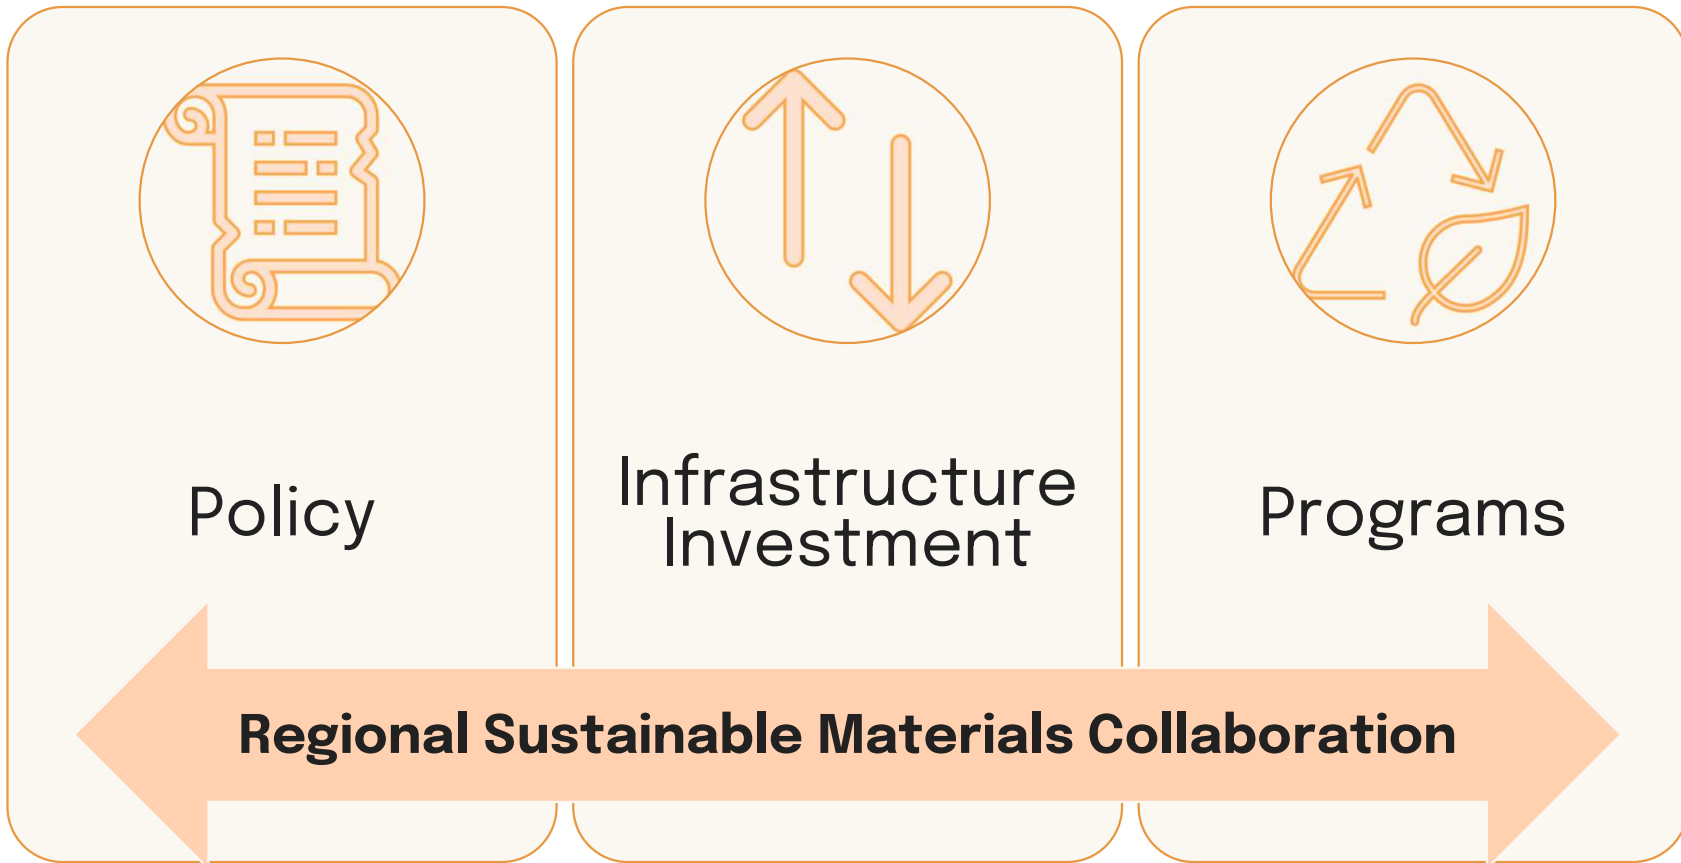 Policy
Infrastructure
Investment
Programs
Regional Sustainable Materials Collaboration